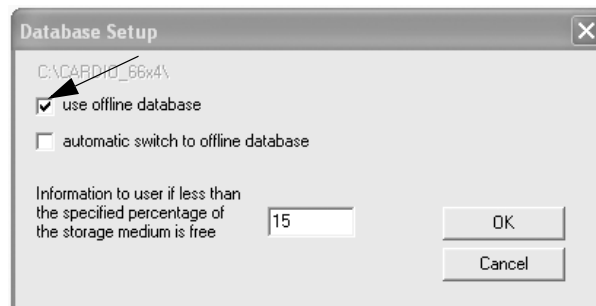 Database Setup
C:\CARDIO_66x4\
use offline database
automatic switch to offline database
Information to user if less than
the specified percentage of
the storage medium is free
15
OK
Cancel